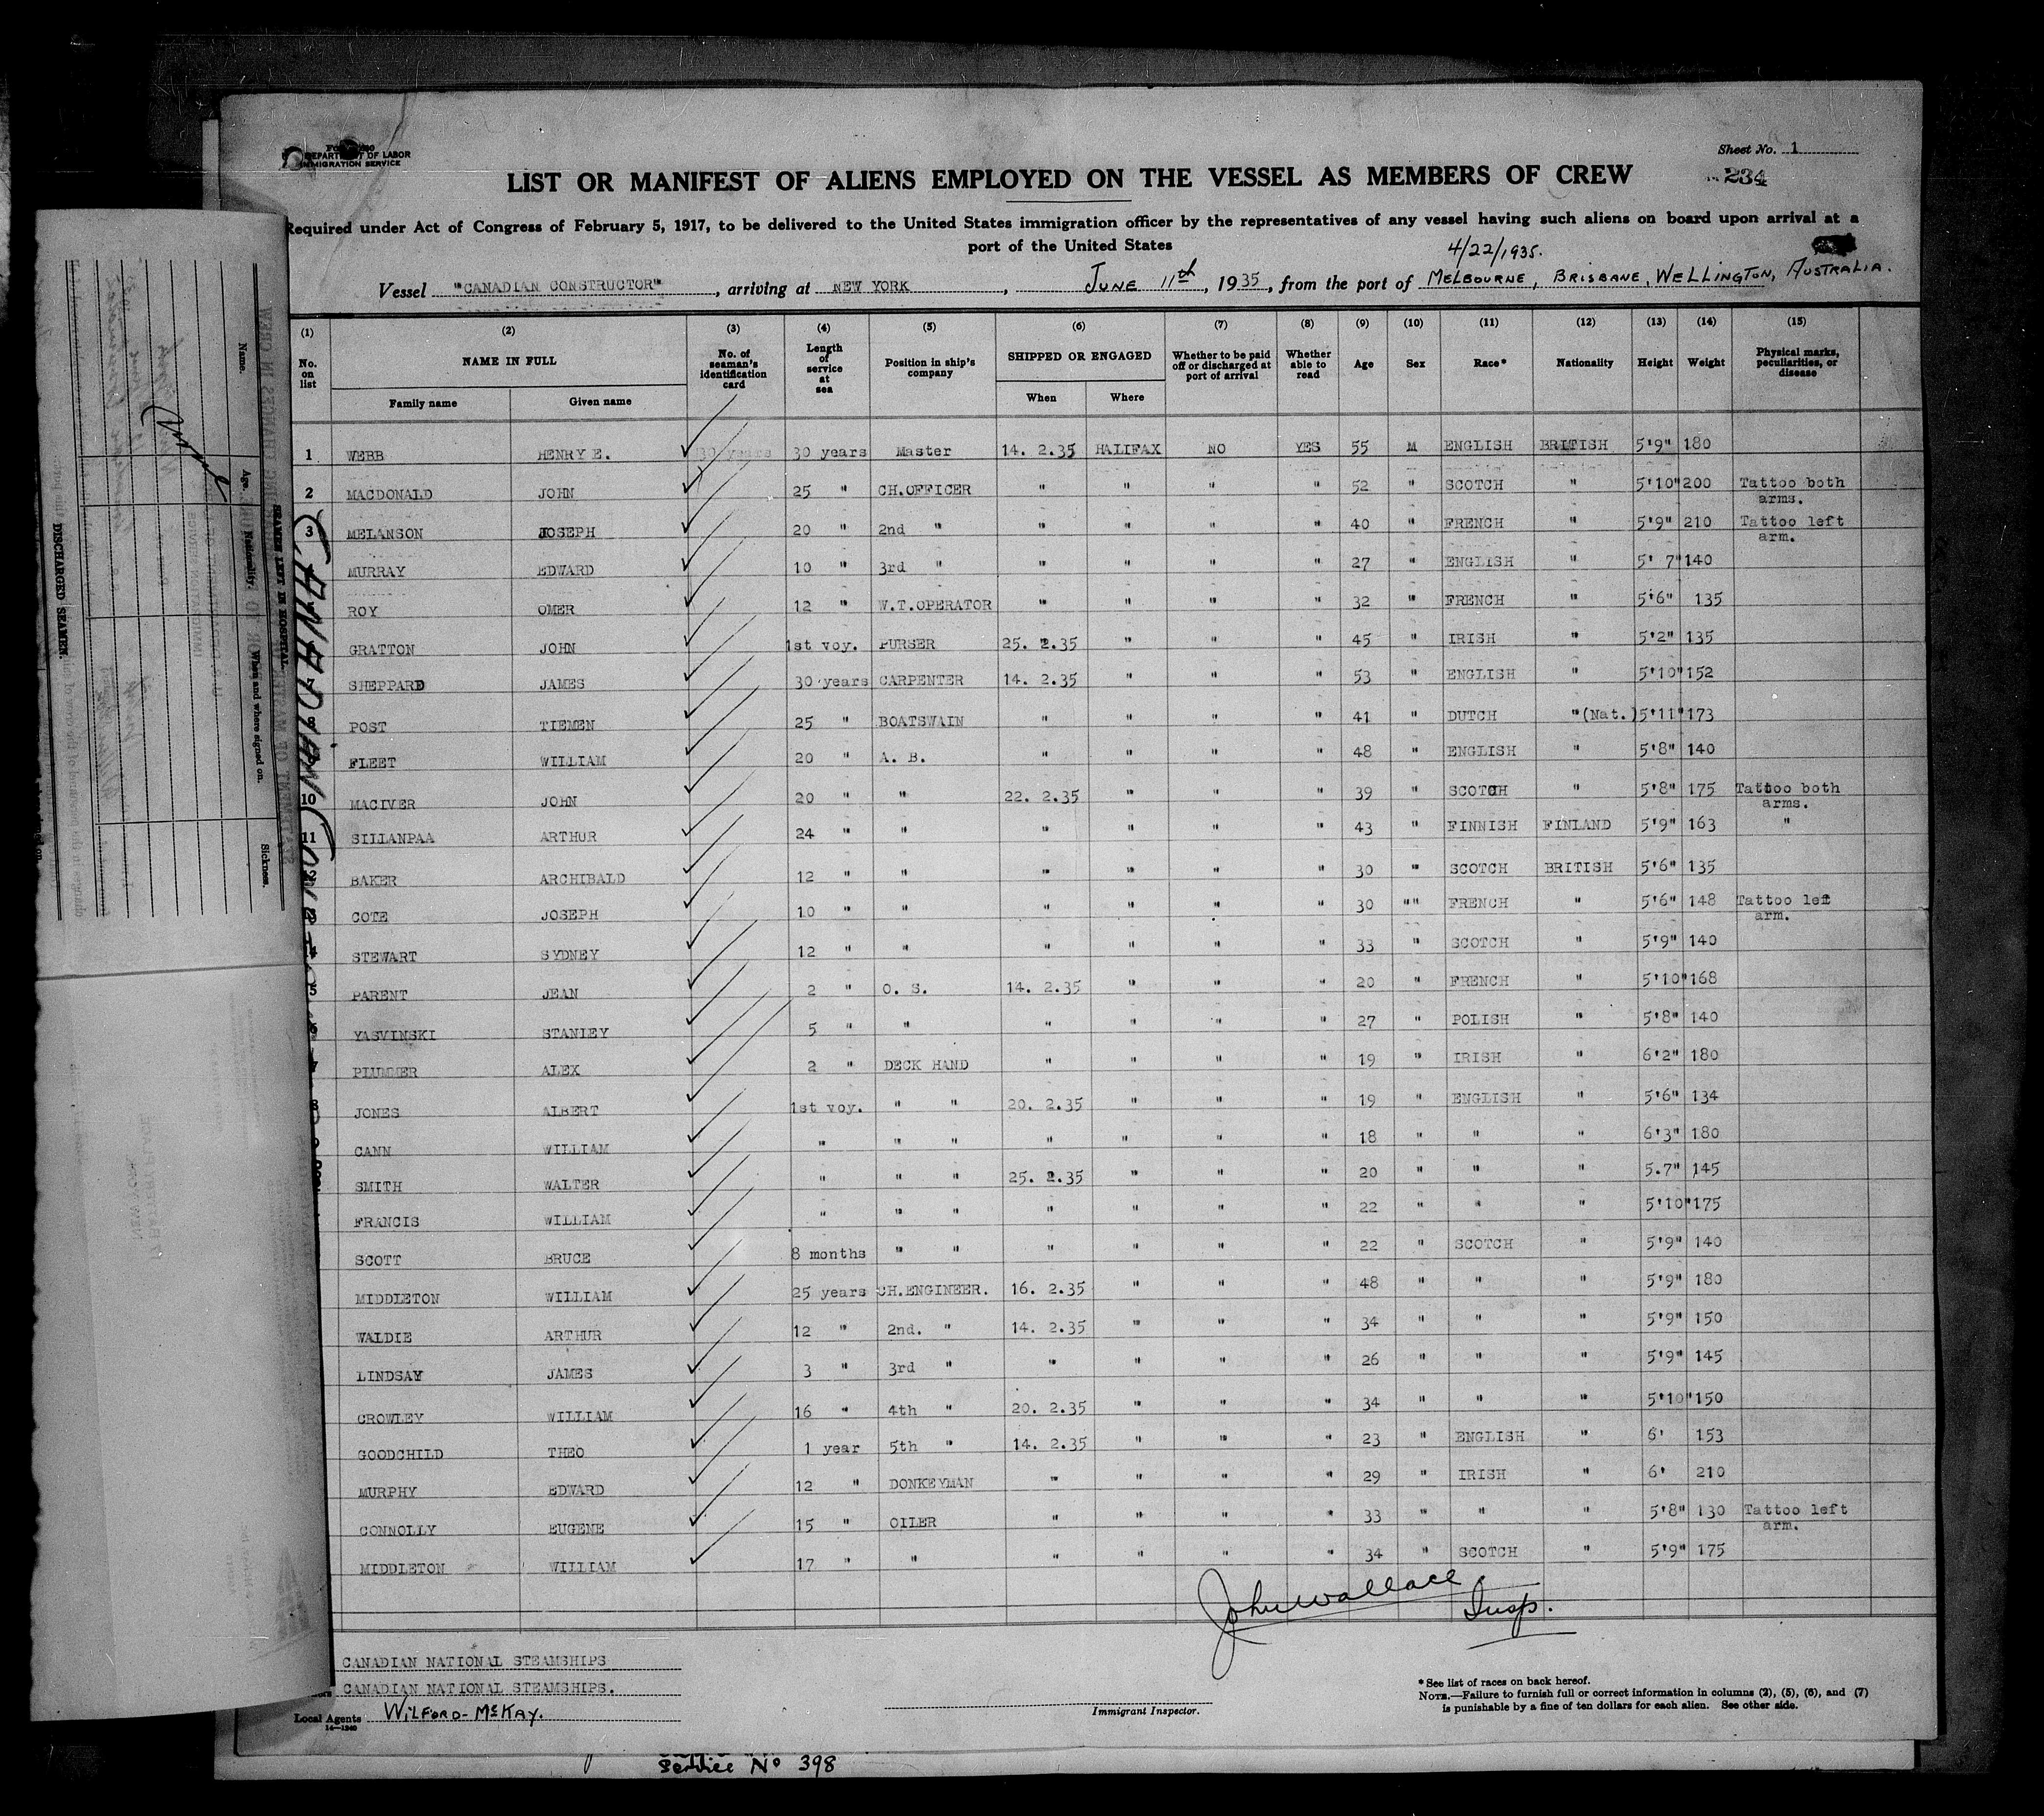 DEPARTMENT OF LABOR
IMMIGRATION SERVICE
Sheet No. 1
234
LIST OR MANIFEST OF ALIENS EMPLOYED ON THE VESSEL AS MEMBERS OF CREW
Required under Act of Congress of February 5, 1917, to be delivered to the United States immigration officer by the representatives of any vessel having such aliens on board upon arrival at a
port of the United States
4/22/1935.
Vessel "CANADIAN CONSTRUCTOR", arriving at NEW YORK, JUNE 11th, 1935, from the port of MELBOURNE, BRISBANE, WELLINGTON, AUSTRALIA.
(1) (2) (3) (4) (5) (6) (7) (8) (9) (10) (11) (12) (13) (14) (15)
No. on list NAME IN FULL No. of seaman's identification card Length of service at sea Position in ship's company SHIPPED OR ENGAGED Whether to be paid off or discharged at port of arrival Whether able to read Age Sex Race* Nationality Height Weight Physical marks, peculiarities, or disease
Family name Given name When Where
1 WEBB HENRY E. 30 years 30 years Master 14. 2.35 HALIFAX NO YES 55 M ENGLISH BRITISH 5'9" 180
2 MACDONALD JOHN 25 " CH.OFFICER " " " " 52 " SCOTCH " 5'10" 200 Tattoo both arms.
3 MELANSON JOSEPH 20 " 2nd " " " " " 40 " FRENCH " 5'9" 210 Tattoo left arm.
MURRAY EDWARD 10 " 3rd " " " " " 27 " ENGLISH " 5' 7" 140
ROY OMER 12 " W.T.OPERATOR " " " " 32 " FRENCH " 5'6" 135
GRATTON JOHN 1st voy. PURSER 25. 2.35 " " " 45 " IRISH " 5'2" 135
7 SHEPPARD JAMES 30 years CARPENTER 14. 2.35 " " " 53 " ENGLISH " 5'10" 152
8 POST TIEMEN 25 " BOATSWAIN " " " " 41 " DUTCH "(Nat.) 5'11" 173
FLEET WILLIAM 20 " A. B. " " " " 48 " ENGLISH " 5'8" 140
10 MACIVER JOHN 20 " " 22. 2.35 " " " 39 " SCOTCH " 5'8" 175 Tattoo both arms.
11 SILLANPAA ARTHUR 24 " " " " " " 43 " FINNISH FINLAND 5'9" 163 "
BAKER ARCHIBALD 12 " " " " " " 30 " SCOTCH BRITISH 5'6" 135
COTE JOSEPH 10 " " " " " " 30 "" FRENCH " 5'6" 148 Tattoo left arm.
4 STEWART SYDNEY 12 " " " " " 33 " SCOTCH " 5'9" 140
5 PARENT JEAN 2 " O. S. 14. 2.35 " " " 20 " FRENCH " 5'10" 168
6 YASVINSKI STANLEY 5 " " " " " " 27 " POLISH " 5'8" 140
7 PLUMMER ALEX 2 " DECK HAND " " " " 19 " IRISH " 6'2" 180
8 JONES ALBERT 1st voy. " " 20. 2.35 " " " 19 " ENGLISH " 5'6" 134
CANN WILLIAM " " " " " " " 18 " " " 6'3" 180
SMITH WALTER " " " 25. 2.35 " " " 20 " " " 5.7" 145
FRANCIS WILLIAM " " " " " " " 22 " " " 5'10" 175
SCOTT BRUCE 8 months " " " " " " 22 " SCOTCH " 5'9" 140
MIDDLETON WILLIAM 25 years CH.ENGINEER. 16. 2.35 " " " 48 " " " 5'9" 180
WALDIE ARTHUR 12 " 2nd. " 14. 2.35 " " " 34 " " " 5'9" 150
LINDSAY JAMES 3 " 3rd " " " " " 26 " " " 5'9" 145
CROWLEY WILLIAM 16 " 4th " 20. 2.35 " " " 34 " " " 5'10" 150
GOODCHILD THEO 1 year 5th " 14. 2.35 " " " 23 " ENGLISH " 6' 153
MURPHY EDWARD 12 " DONKEYMAN " " " " 29 " IRISH " 6' 210
CONNOLLY EUGENE 15 " OILER " " " " 33 " " " 5'8" 130 Tattoo left arm.
MIDDLETON WILLIAM 17 " " " " " " 34 " SCOTCH " 5'9" 175
John Wallace
Insp.
CANADIAN NATIONAL STEAMSHIPS
CANADIAN NATIONAL STEAMSHIPS.
Local Agents WILFORD-McKAY.
14—1240
Immigrant Inspector.
* See list of races on back hereof.
NOTE.—Failure to furnish full or correct information in columns (2), (5), (6), and (7)
is punishable by a fine of ten dollars for each alien. See other side.
Service No 398
Name.
Age.
Nationality.
When and where signed on.
Sickness.
SEAMEN LEFT IN HOSPITAL.
DISCHARGED SEAMEN.